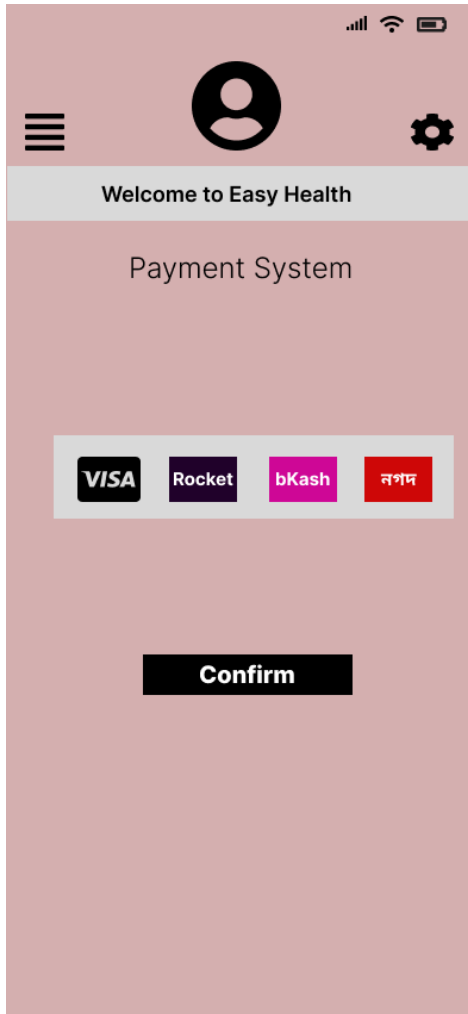 Welcome to Easy Health
Payment System
VISA Rocket bKash নগদ
Confirm